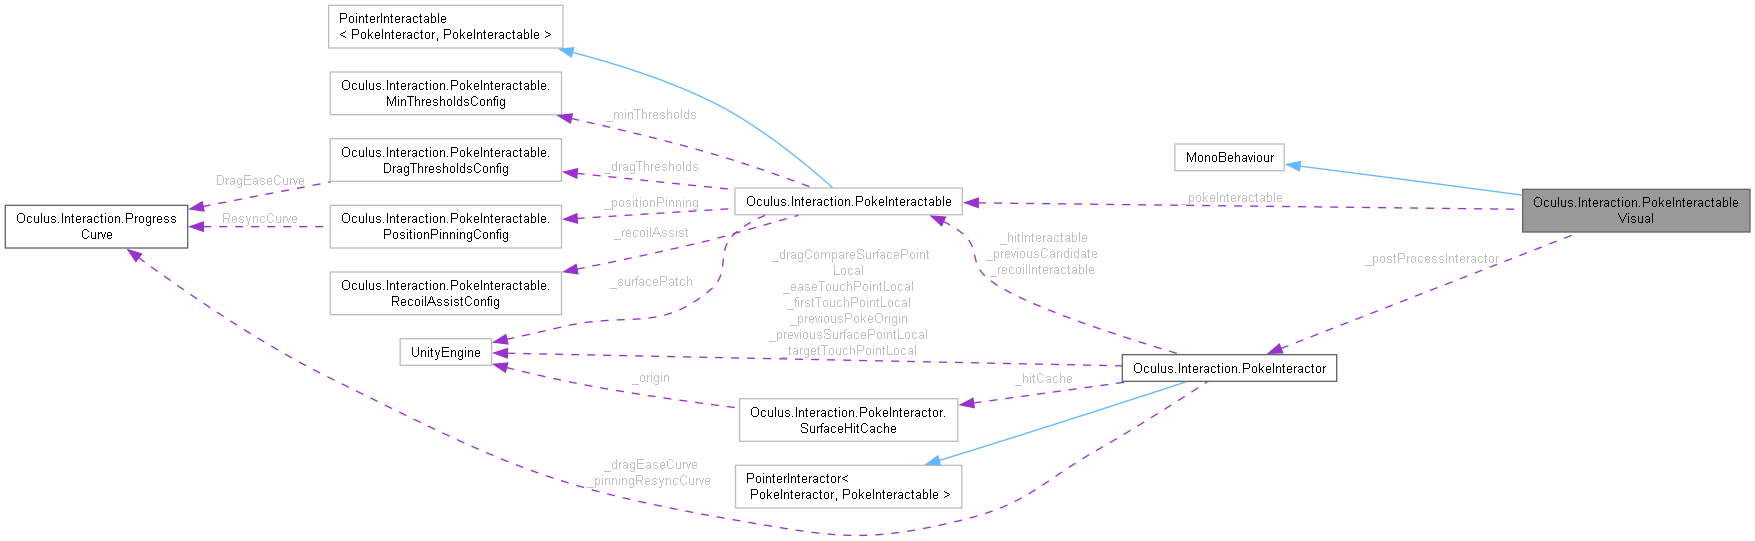 PointerInteractable
< PokeInteractor, PokeInteractable >
Oculus.Interaction.PokeInteractable.
MinThresholdsConfig
_minThresholds
Oculus.Interaction.PokeInteractable.
DragThresholdsConfig
_dragThresholds
DragEaseCurve
MonoBehaviour
Oculus.Interaction.Progress
Curve
ResyncCurve
Oculus.Interaction.PokeInteractable.
PositionPinningConfig
_positionPinning
Oculus.Interaction.PokeInteractable
_pokeInteractable
Oculus.Interaction.PokeInteractable
Visual
_recoilAssist
Oculus.Interaction.PokeInteractable.
RecoilAssistConfig
_surfacePatch
_hitInteractable
_previousCandidate
_recoilInteractable
_postProcessInteractor
_dragCompareSurfacePoint
Local
_easeTouchPointLocal
_firstTouchPointLocal
_previousPokeOrigin
_previousSurfacePointLocal
_targetTouchPointLocal
UnityEngine
Oculus.Interaction.PokeInteractor
_origin
_hitCache
Oculus.Interaction.PokeInteractor.
SurfaceHitCache
_dragEaseCurve
_pinningResyncCurve
PointerInteractor<
PokeInteractor, PokeInteractable >